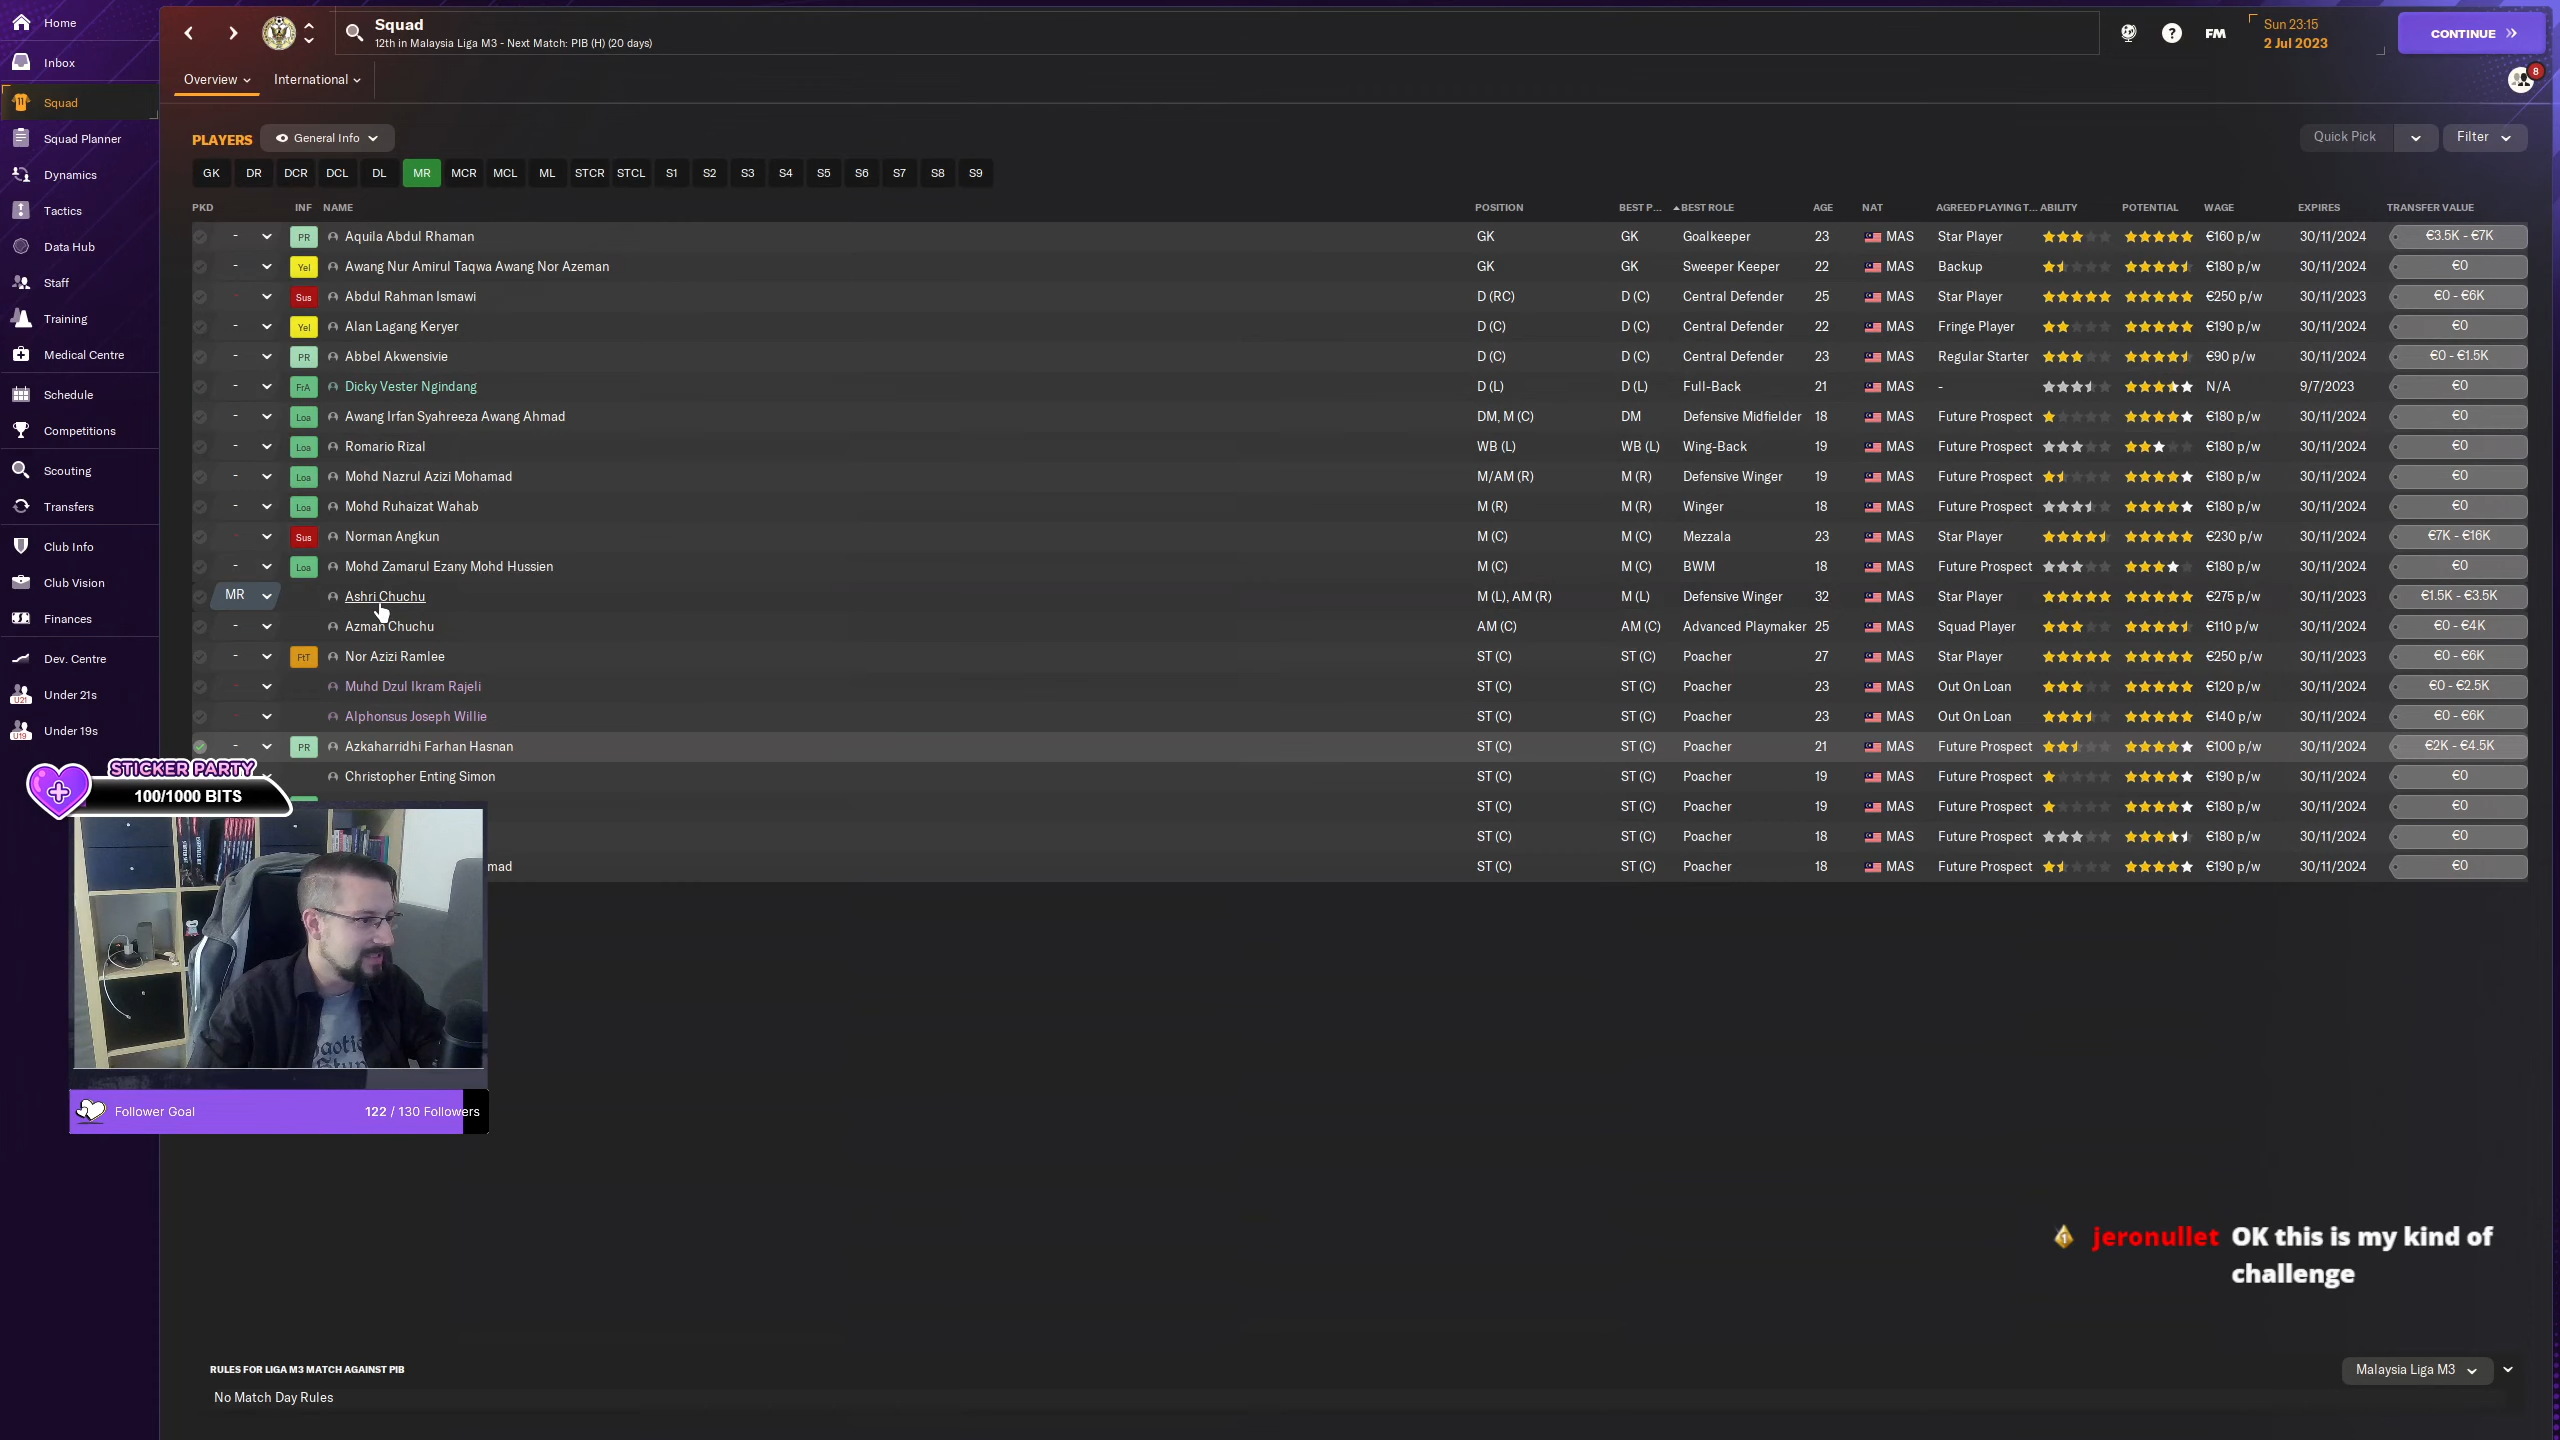 Home
Inbox
Squad
Squad Planner
Dynamics
Tactics
Data Hub
Staff
Training
Medical Centre
Schedule
Competitions
Scouting
Transfers
Club Info
Club Vision
Finances
Dev. Centre
Under 21s
Under 19s
Squad
12th in Malaysia Liga M3 - Next Match: PIB (H) (20 days)
FM
Sun 23:15
2 Jul 2023
CONTINUE
Overview International
8
PLAYERS General Info Quick Pick Filter
GK DR DCR DCL DL MR MCR MCL ML STCR STCL S1 S2 S3 S4 S5 S6 S7 S8 S9
PKD INF NAME POSITION BEST P... BEST ROLE AGE NAT AGREED PLAYING T... ABILITY POTENTIAL WAGE EXPIRES TRANSFER VALUE
- PR Aquila Abdul Rhaman GK GK Goalkeeper 23 MAS Star Player €160 p/w 30/11/2024 €3.5K - €7K
- Yel Awang Nur Amirul Taqwa Awang Nor Azeman GK GK Sweeper Keeper 22 MAS Backup €180 p/w 30/11/2024 €0
- Sus Abdul Rahman Ismawi D (RC) D (C) Central Defender 25 MAS Star Player €250 p/w 30/11/2023 €0 - €6K
- Yel Alan Lagang Keryer D (C) D (C) Central Defender 22 MAS Fringe Player €190 p/w 30/11/2024 €0
- PR Abbel Akwensivie D (C) D (C) Central Defender 23 MAS Regular Starter €90 p/w 30/11/2024 €0 - €1.5K
- FrA Dicky Vester Ngindang D (L) D (L) Full-Back 21 MAS - N/A 9/7/2023 €0
- Loa Awang Irfan Syahreeza Awang Ahmad DM, M (C) DM Defensive Midfielder 18 MAS Future Prospect €180 p/w 30/11/2024 €0
- Loa Romario Rizal WB (L) WB (L) Wing-Back 19 MAS Future Prospect €180 p/w 30/11/2024 €0
- Loa Mohd Nazrul Azizi Mohamad M/AM (R) M (R) Defensive Winger 19 MAS Future Prospect €180 p/w 30/11/2024 €0
- Loa Mohd Ruhaizat Wahab M (R) M (R) Winger 18 MAS Future Prospect €180 p/w 30/11/2024 €0
- Sus Norman Angkun M (C) M (C) Mezzala 23 MAS Star Player €230 p/w 30/11/2024 €7K - €16K
- Loa Mohd Zamarul Ezany Mohd Hussien M (C) M (C) BWM 18 MAS Future Prospect €180 p/w 30/11/2024 €0
MR Ashri Chuchu M (L), AM (R) M (L) Defensive Winger 32 MAS Star Player €275 p/w 30/11/2023 €1.5K - €3.5K
- Azman Chuchu AM (C) AM (C) Advanced Playmaker 25 MAS Squad Player €110 p/w 30/11/2024 €0 - €4K
- FtT Nor Azizi Ramlee ST (C) ST (C) Poacher 27 MAS Star Player €250 p/w 30/11/2023 €0 - €6K
- Muhd Dzul Ikram Rajeli ST (C) ST (C) Poacher 23 MAS Out On Loan €120 p/w 30/11/2024 €0 - €2.5K
- Alphonsus Joseph Willie ST (C) ST (C) Poacher 23 MAS Out On Loan €140 p/w 30/11/2024 €0 - €6K
- PR Azkaharridhi Farhan Hasnan ST (C) ST (C) Poacher 21 MAS Future Prospect €100 p/w 30/11/2024 €2K - €4.5K
Christopher Enting Simon ST (C) ST (C) Poacher 19 MAS Future Prospect €190 p/w 30/11/2024 €0
ST (C) ST (C) Poacher 19 MAS Future Prospect €180 p/w 30/11/2024 €0
ST (C) ST (C) Poacher 18 MAS Future Prospect €180 p/w 30/11/2024 €0
mad ST (C) ST (C) Poacher 18 MAS Future Prospect €190 p/w 30/11/2024 €0
STICKER PARTY
100/1000 BITS
Follower Goal 122 / 130 Followers
jeronullet OK this is my kind of
challenge
RULES FOR LIGA M3 MATCH AGAINST PIB
Malaysia Liga M3
No Match Day Rules